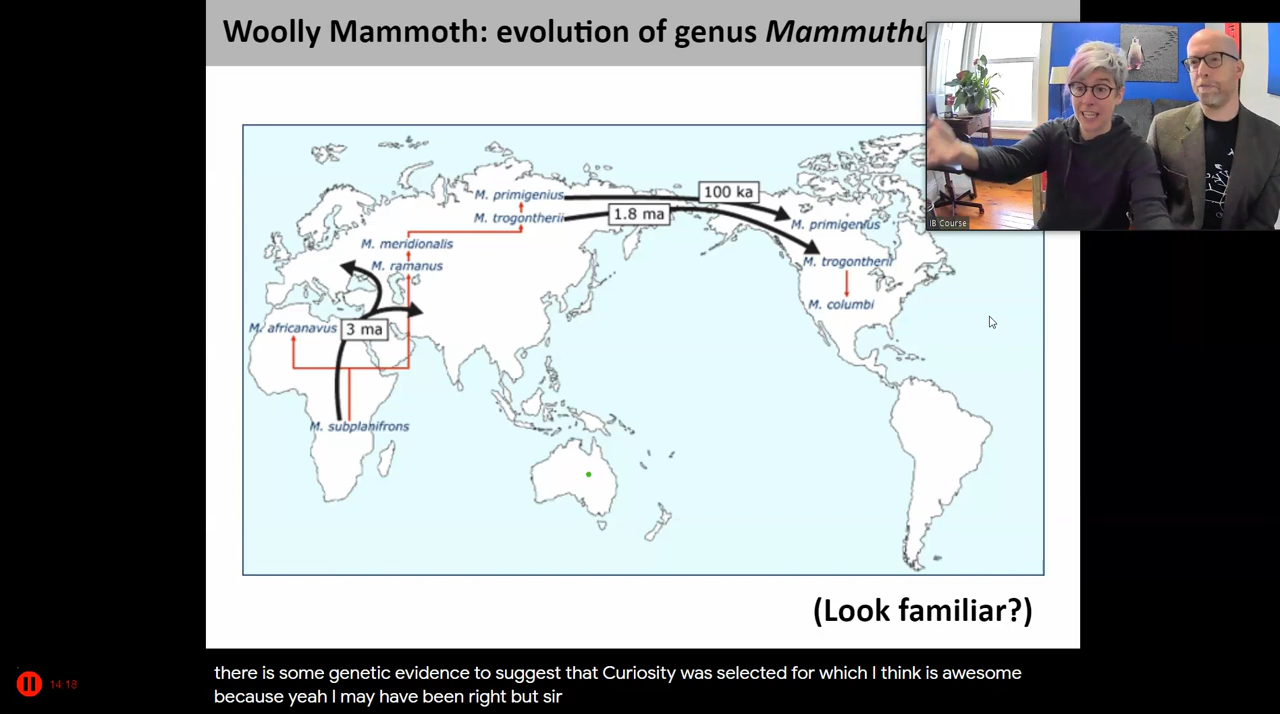 Woolly Mammoth: evolution of genus Mammuthu
IB Course
M. primigenius
100 ka
M. trogontherii
1.8 ma
M. primigenius
M. meridionalis
M. trogontherii
M. ramanus
M. columbi
M. africanavus
3 ma
M. subplanifrons
(Look familiar?)
14:18
there is some genetic evidence to suggest that Curiosity was selected for which I think is awesome
because yeah I may have been right but sir